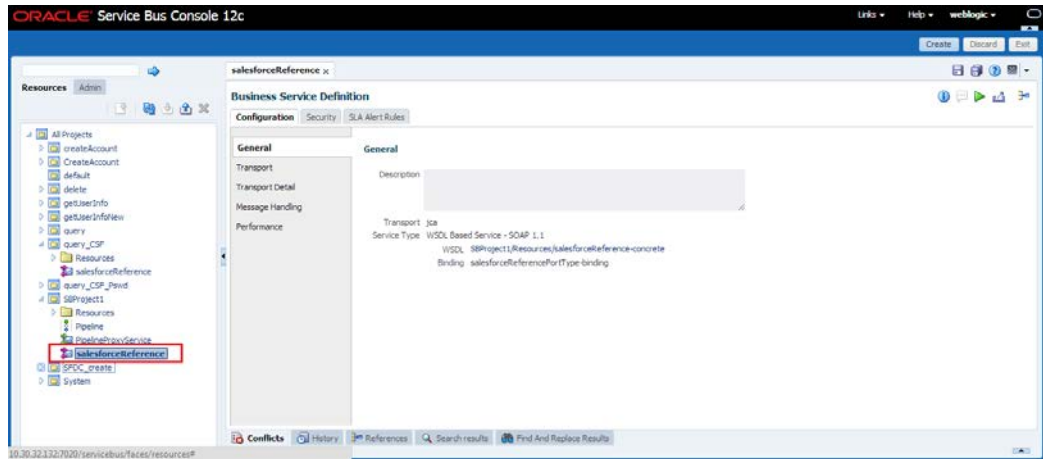 ORACLE Service Bus Console 12c
Links Help weblogic
Create Discard Exit
salesforceReference x
Resources Admin
Business Service Definition
Configuration Security SLA Alert Rules
All Projects
createAccount
CreateAccount
default
delete
getUserInfo
getUserInfoNew
query
query_CSF
Resources
salesforceReference
query_CSF_Pswd
SBProject1
Resources
Pipeline
PipelineProxyService
salesforceReference
SFDC_create
System
General
Transport
Transport Detail
Message Handling
Performance
General
Description
Transport jca
Service Type WSDL Based Service - SOAP 1.1
WSDL SBProject1/Resources/salesforceReference-concrete
Binding salesforceReferencePortType-binding
Conflicts History References Search results Find And Replace Results
10.30.32.132:7020/servicebus/faces/resources#